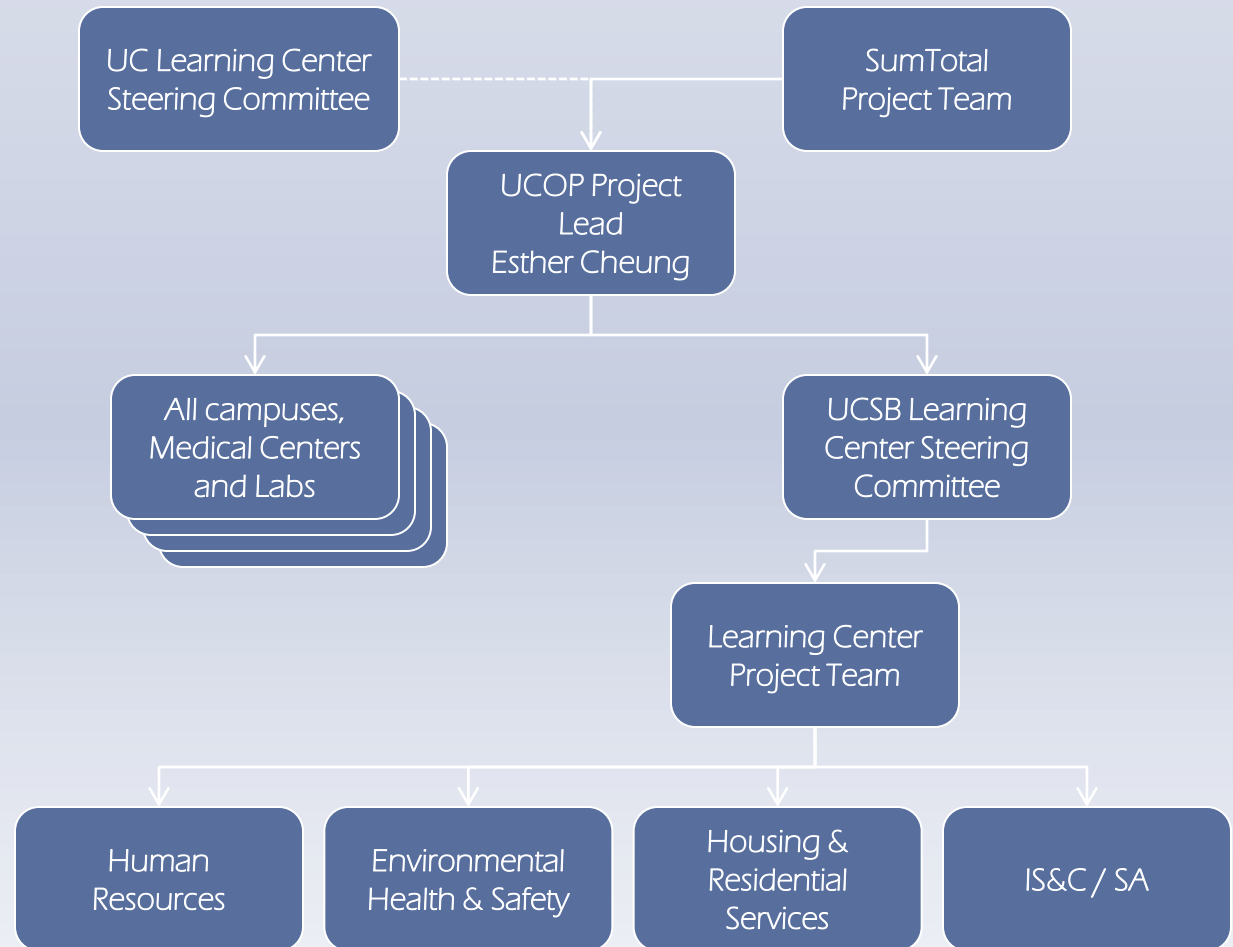 UC Learning Center
Steering Committee
SumTotal
Project Team
UCOP Project
Lead
Esther Cheung
All campuses,
Medical Centers
and Labs
UCSB Learning
Center Steering
Committee
Learning Center
Project Team
Human
Resources
Environmental
Health & Safety
Housing &
Residential
Services
IS&C / SA